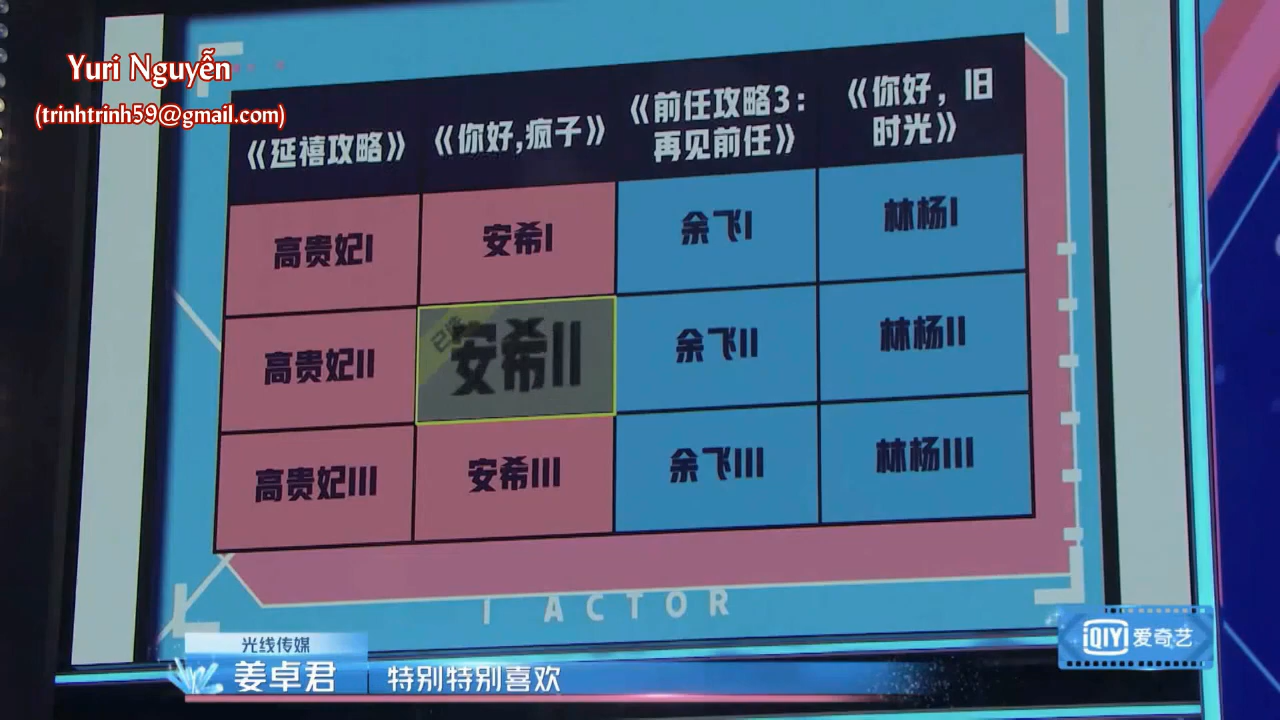 Yuri Nguyễn
(trinhtrinh59@gmail.com)
《延禧攻略》
《你好,疯子》
《前任攻略3：
再见前任》
《你好，旧
时光》
高贵妃I
安希I
余飞I
林杨I
高贵妃II
安希II
余飞II
林杨II
高贵妃III
安希III
余飞III
林杨III
I ACTOR
光线传媒
姜卓君
特别特别喜欢
iQIYI 爱奇艺